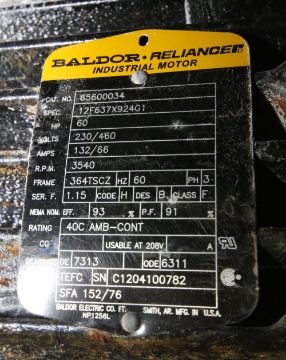 BALDOR • RELIANCE
INDUSTRIAL MOTOR
CAT. NO. 85600034
SPEC. 12F637X924G1
HP 60
VOLTS 230/460
AMPS 132/66
R.P.M. 3540
FRAME 364TSCZ HZ 60 PH 3
SER. F. 1.15 CODE H DES B CLASS F
NEMA NOM. EFF. 93 % P.F. 91 %
RATING 40C AMB-CONT
CC USABLE AT 208V A
BEARINGS DE 7313 ODE 6311
TEFC SN C1204100782
SFA 152/76
BALDOR ELECTRIC CO. FT. SMITH, AR. MFG. IN U.S.A.
NP1256L